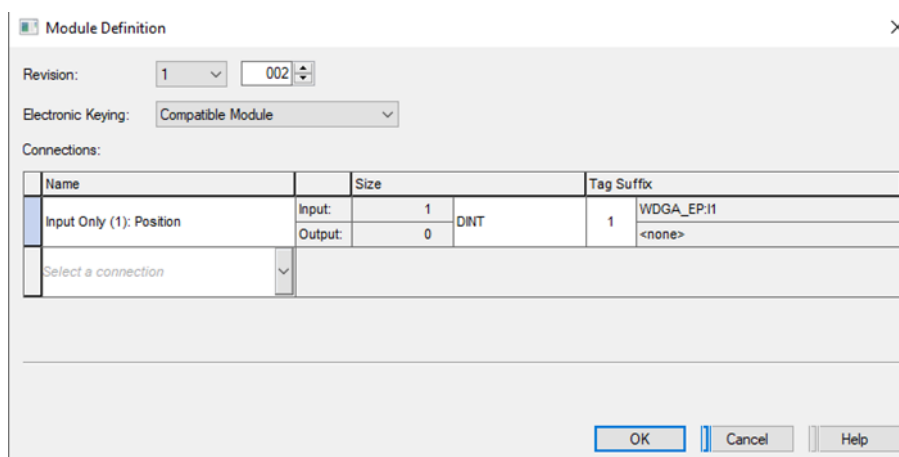 Module Definition
Revision: 1 002
Electronic Keying: Compatible Module
Connections:
Name Size Tag Suffix
Input Only (1): Position Input: 1 DINT 1 WDGA_EP:I1
Output: 0 <none>
Select a connection
OK Cancel Help